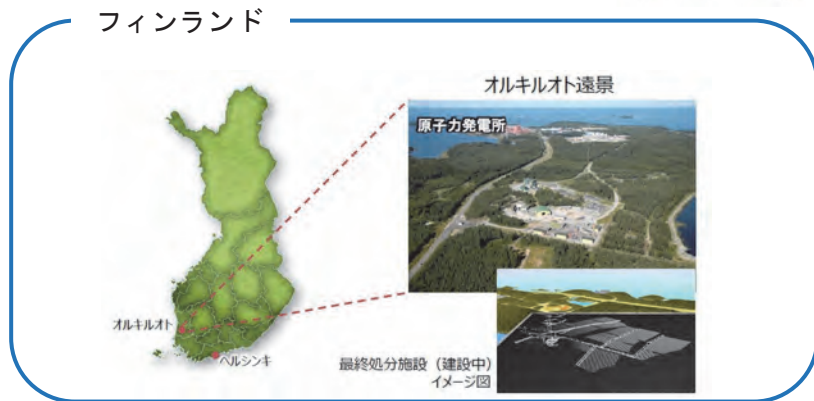 フィンランド
オルキルオト遠景
原子力発電所
オルキルオト
ヘルシンキ
最終処分施設（建設中）
イメージ図